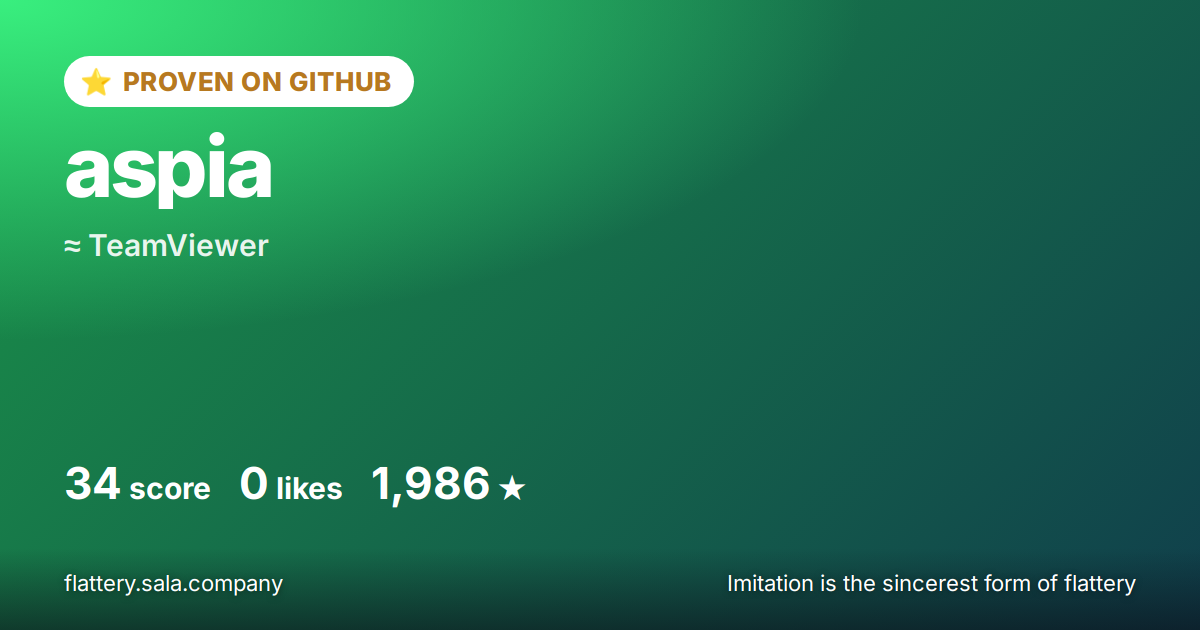 ⭐ PROVEN ON GITHUB
aspia
≈ TeamViewer
34 score 0 likes 1,986 ★
flattery.sala.company
Imitation is the sincerest form of flattery